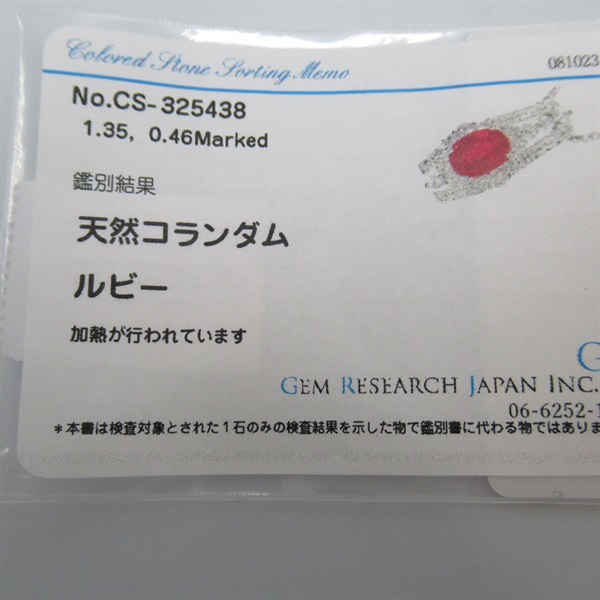 Colored Stone Sorting Memo
081023
No.CS-325438
1.35, 0.46Marked
鑑別結果
天然コランダム
ルビー
加熱が行われています
G
GEM RESEARCH JAPAN INC.
06-6252-1
*本書は検査対象とされた1石のみの検査結果を示した物で鑑別書に代わる物ではありま